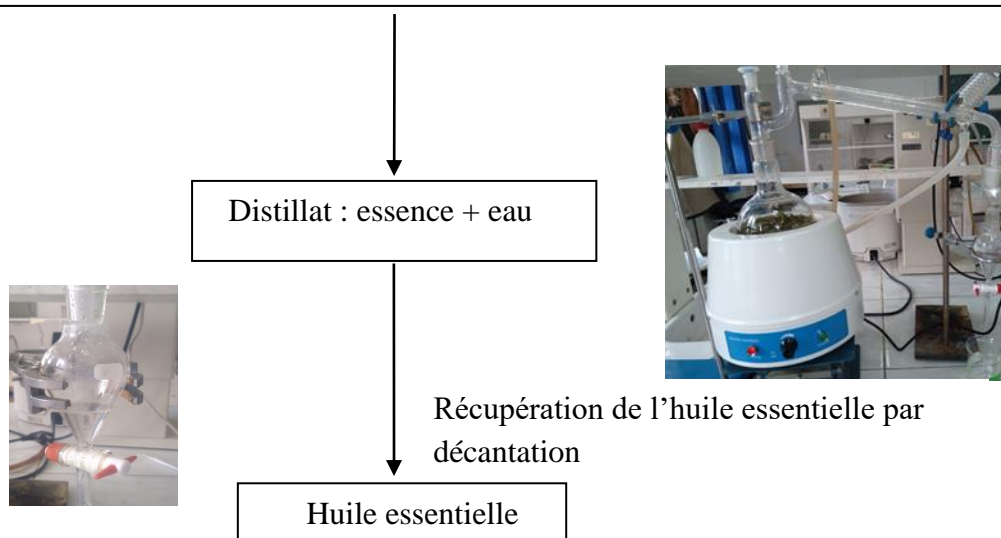 Distillat : essence + eau
Récupération de l’huile essentielle par
décantation
Huile essentielle